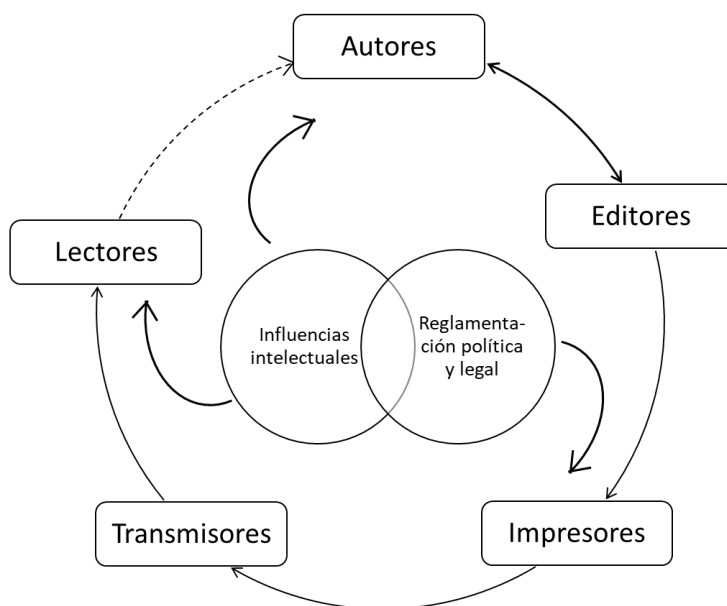 Autores
Editores
Lectores
Influencias
intelectuales
Reglamenta-
ción política
y legal
Transmisores
Impresores